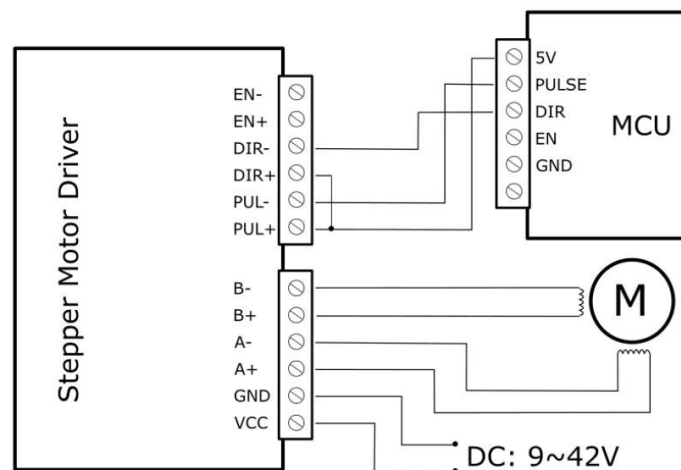 Stepper Motor Driver
EN-
EN+
DIR-
DIR+
PUL-
PUL+
B-
B+
A-
A+
GND
VCC
5V
PULSE
DIR
EN
GND
MCU
M
DC: 9~42V